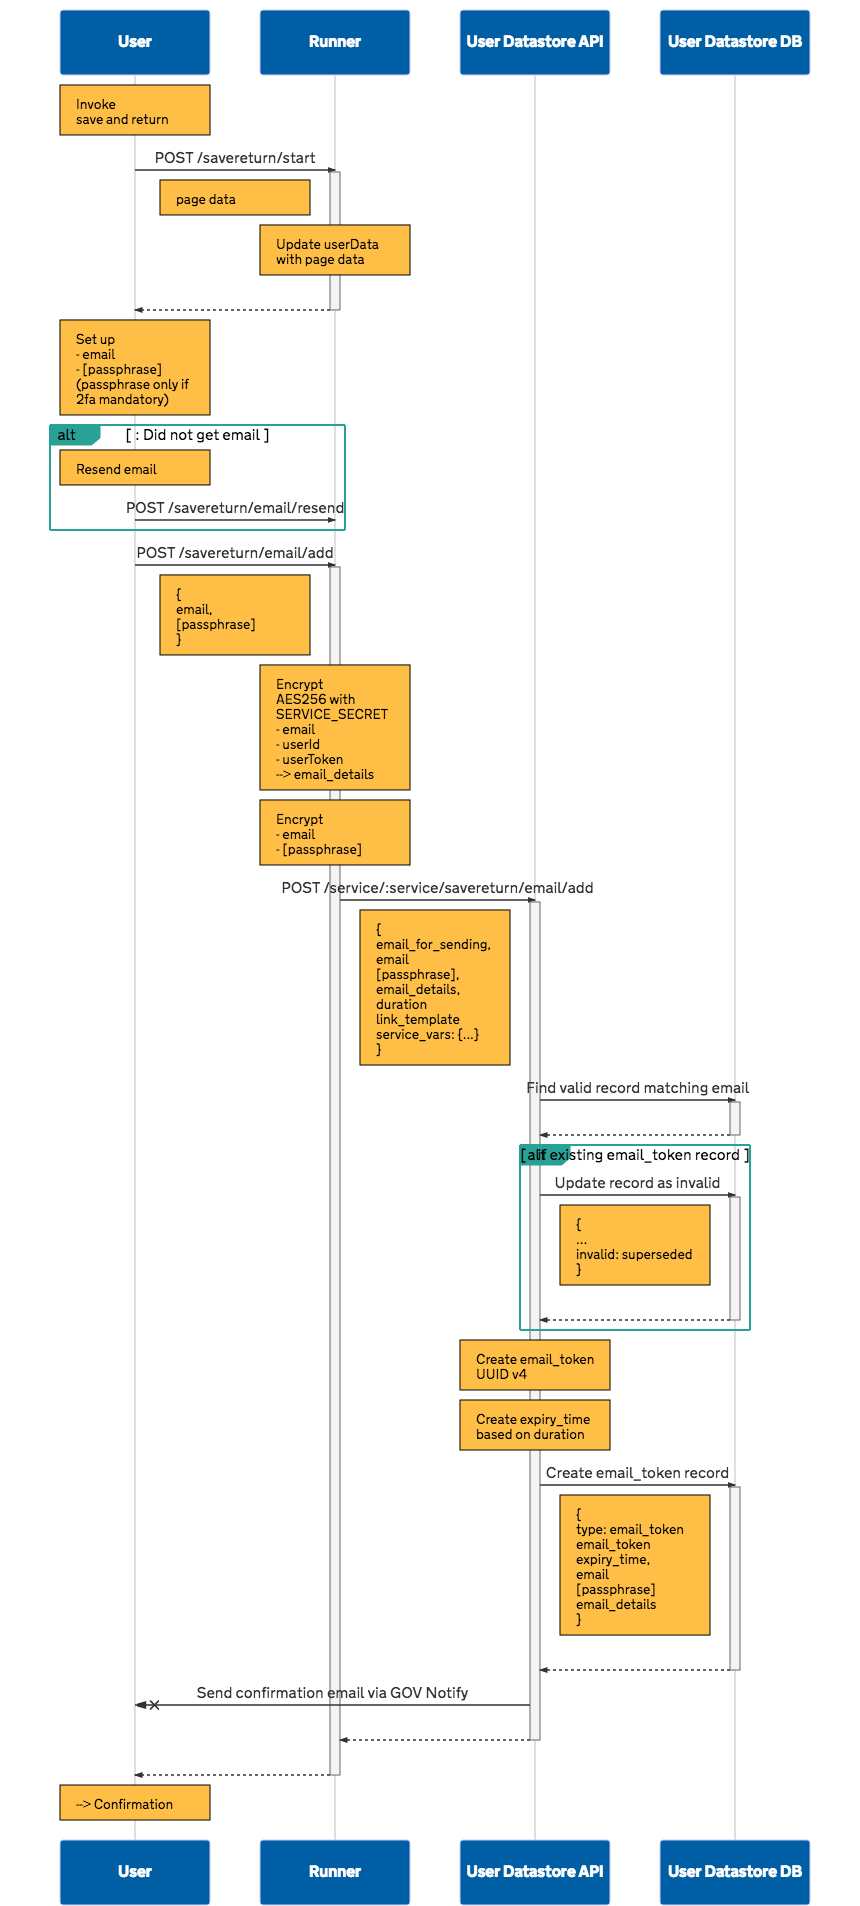 User
Runner
User Datastore API
User Datastore DB
Invoke
save and return
POST /savereturn/start
page data
Update userData
with page data
Set up
- email
- [passphrase]
(passphrase only if
2fa mandatory)
alt
[ : Did not get email ]
Resend email
POST /savereturn/email/resend
POST /savereturn/email/add
{
email,
[passphrase]
}
Encrypt
AES256 with
SERVICE_SECRET
- email
- userId
- userToken
--> email_details
Encrypt
- email
- [passphrase]
POST /service/:service/savereturn/email/add
{
email_for_sending,
email
[passphrase],
email_details,
duration
link_template
service_vars: {...}
}
Find valid record matching email
alt
[ If existing email_token record ]
Update record as invalid
{
...
invalid: superseded
}
Create email_token
UUID v4
Create expiry_time
based on duration
Create email_token record
{
type: email_token
email_token
expiry_time,
email
[passphrase]
email_details
}
Send confirmation email via GOV Notify
--> Confirmation
User
Runner
User Datastore API
User Datastore DB